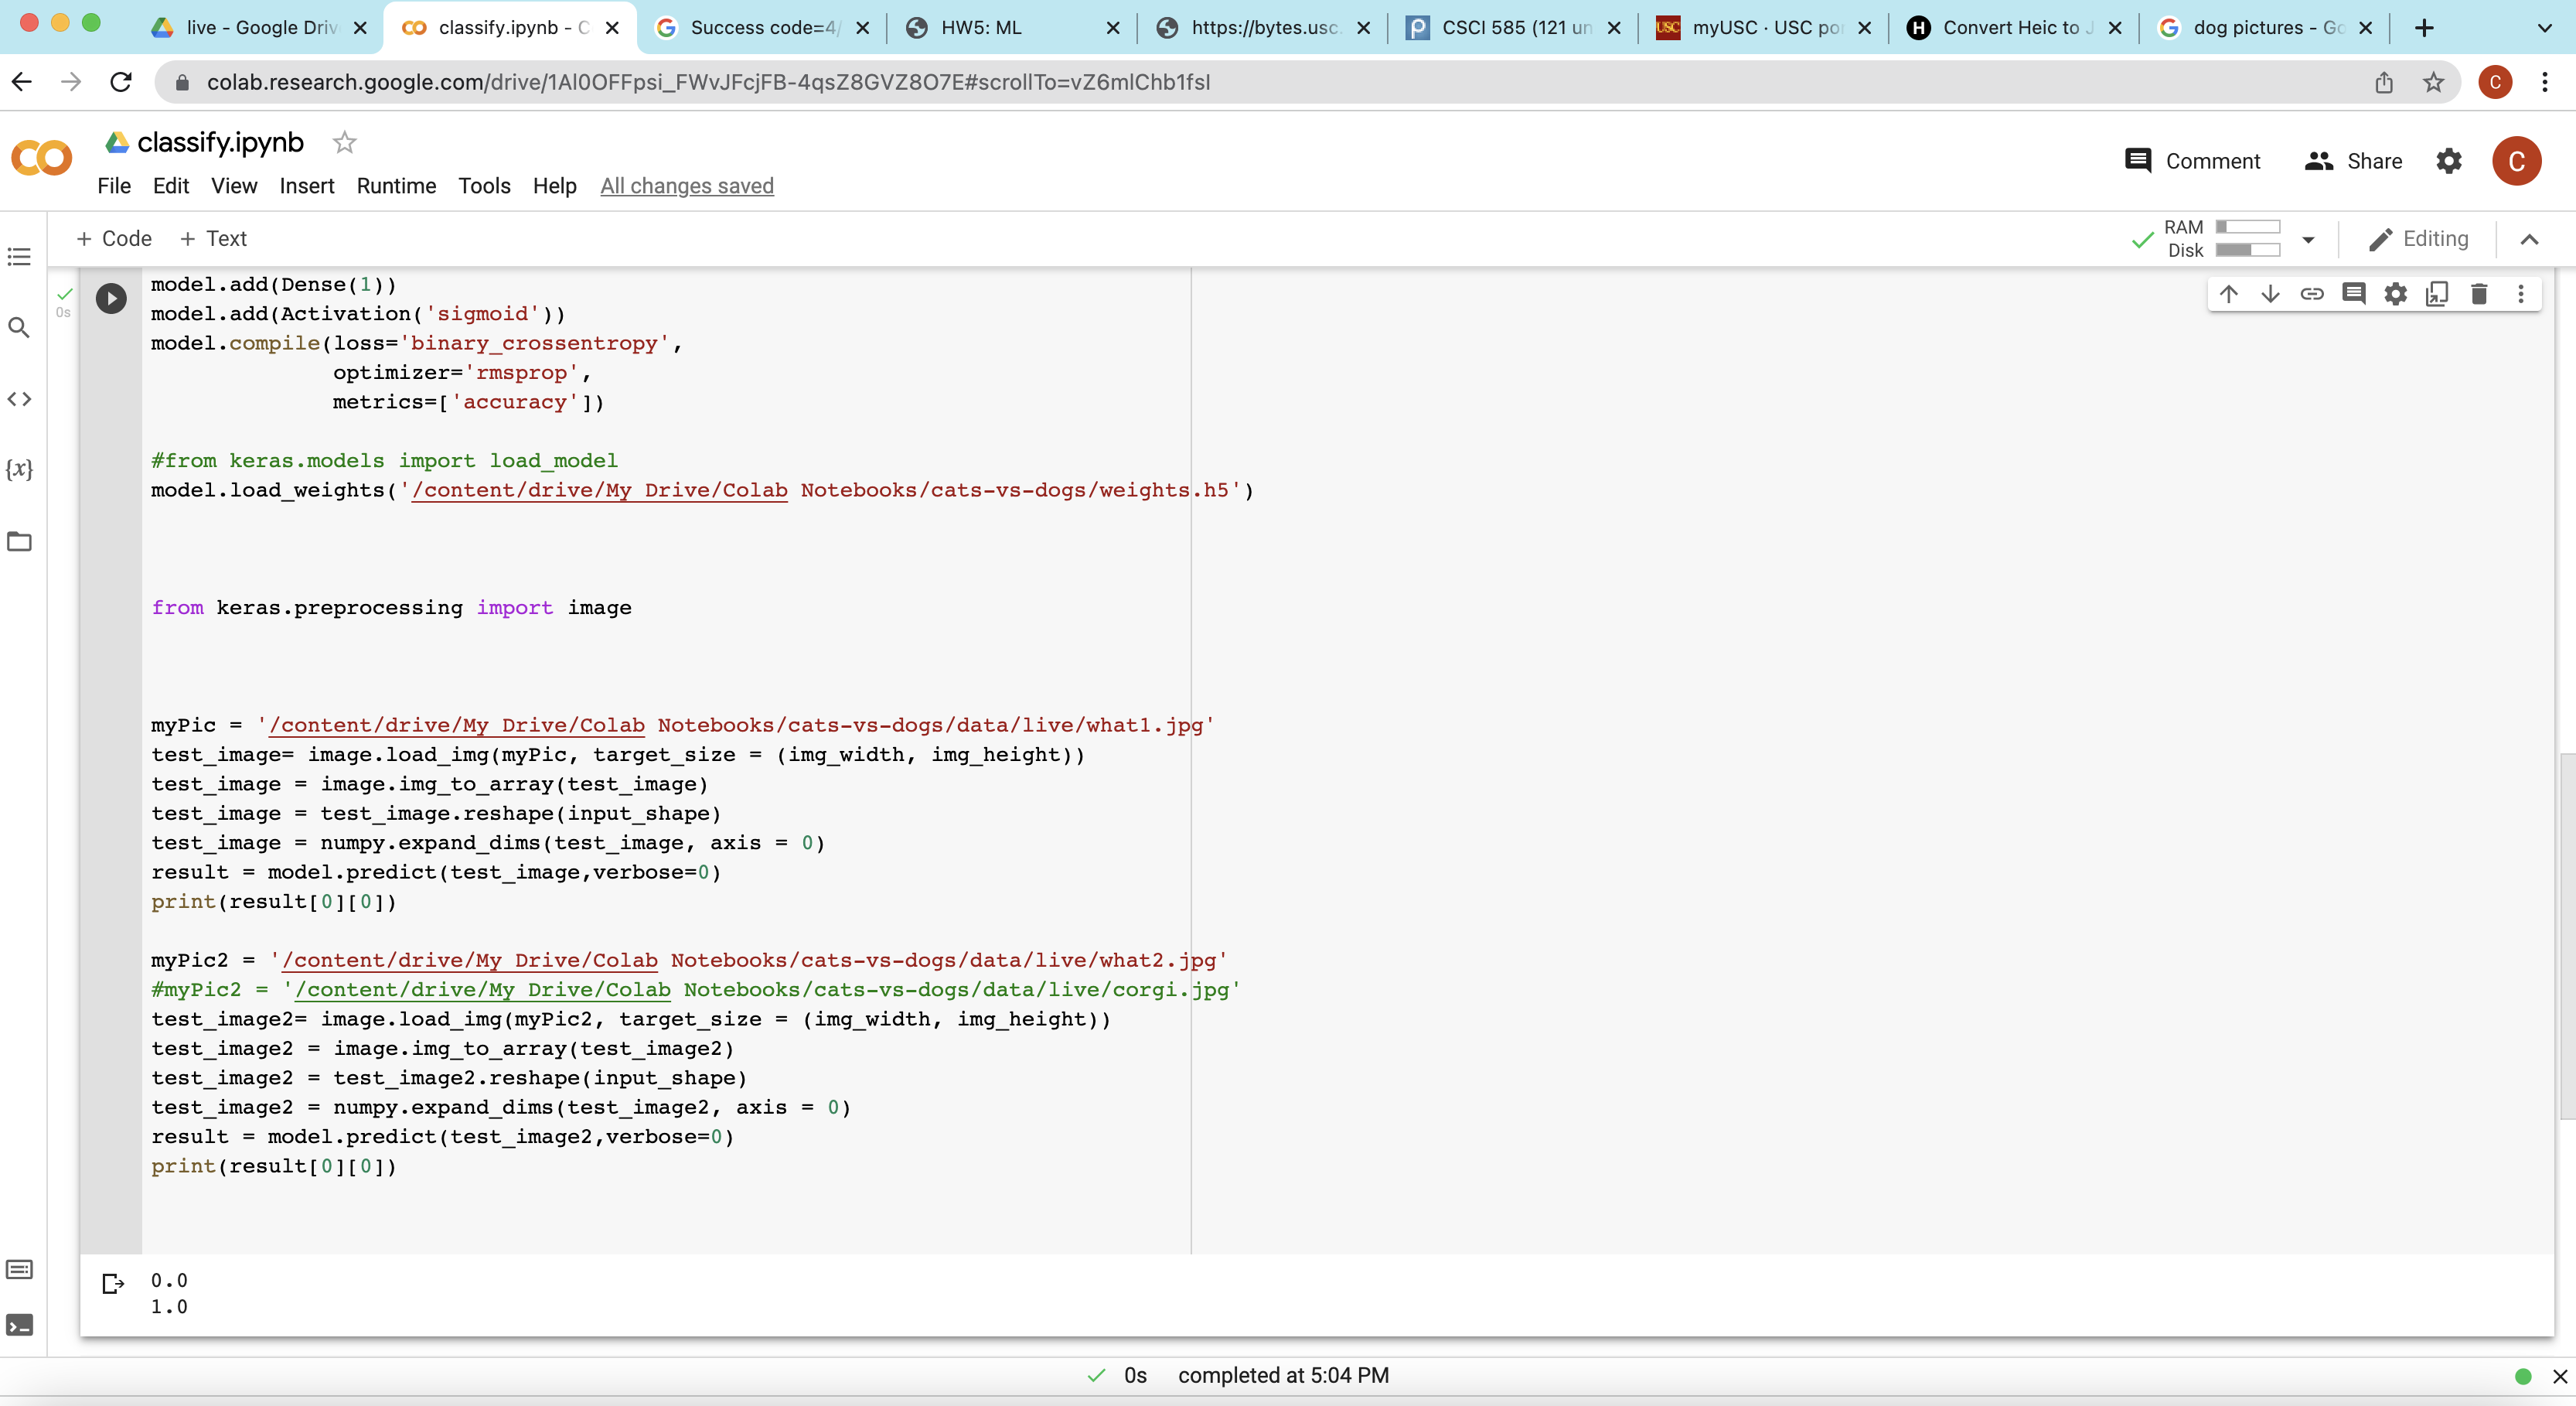 live - Google Driv
classify.ipynb - C
Success code=4/
HW5: ML
https://bytes.usc.
CSCI 585 (121 un
myUSC · USC por
Convert Heic to J
dog pictures - Go
colab.research.google.com/drive/1Al0OFFpsi_FWvJFcjFB-4qsZ8GVZ8O7E#scrollTo=vZ6mlChb1fsI
C
classify.ipynb
Comment
Share
C
File Edit View Insert Runtime Tools Help All changes saved
+ Code + Text
RAM
Disk
Editing
0s
model.add(Dense(1))
model.add(Activation('sigmoid'))
model.compile(loss='binary_crossentropy',
              optimizer='rmsprop',
              metrics=['accuracy'])
#from keras.models import load_model
model.load_weights('/content/drive/My Drive/Colab Notebooks/cats-vs-dogs/weights.h5')
from keras.preprocessing import image
myPic = '/content/drive/My Drive/Colab Notebooks/cats-vs-dogs/data/live/what1.jpg'
test_image= image.load_img(myPic, target_size = (img_width, img_height))
test_image = image.img_to_array(test_image)
test_image = test_image.reshape(input_shape)
test_image = numpy.expand_dims(test_image, axis = 0)
result = model.predict(test_image,verbose=0)
print(result[0][0])
myPic2 = '/content/drive/My Drive/Colab Notebooks/cats-vs-dogs/data/live/what2.jpg'
#myPic2 = '/content/drive/My Drive/Colab Notebooks/cats-vs-dogs/data/live/corgi.jpg'
test_image2= image.load_img(myPic2, target_size = (img_width, img_height))
test_image2 = image.img_to_array(test_image2)
test_image2 = test_image2.reshape(input_shape)
test_image2 = numpy.expand_dims(test_image2, axis = 0)
result = model.predict(test_image2,verbose=0)
print(result[0][0])
0.0
1.0
0s completed at 5:04 PM